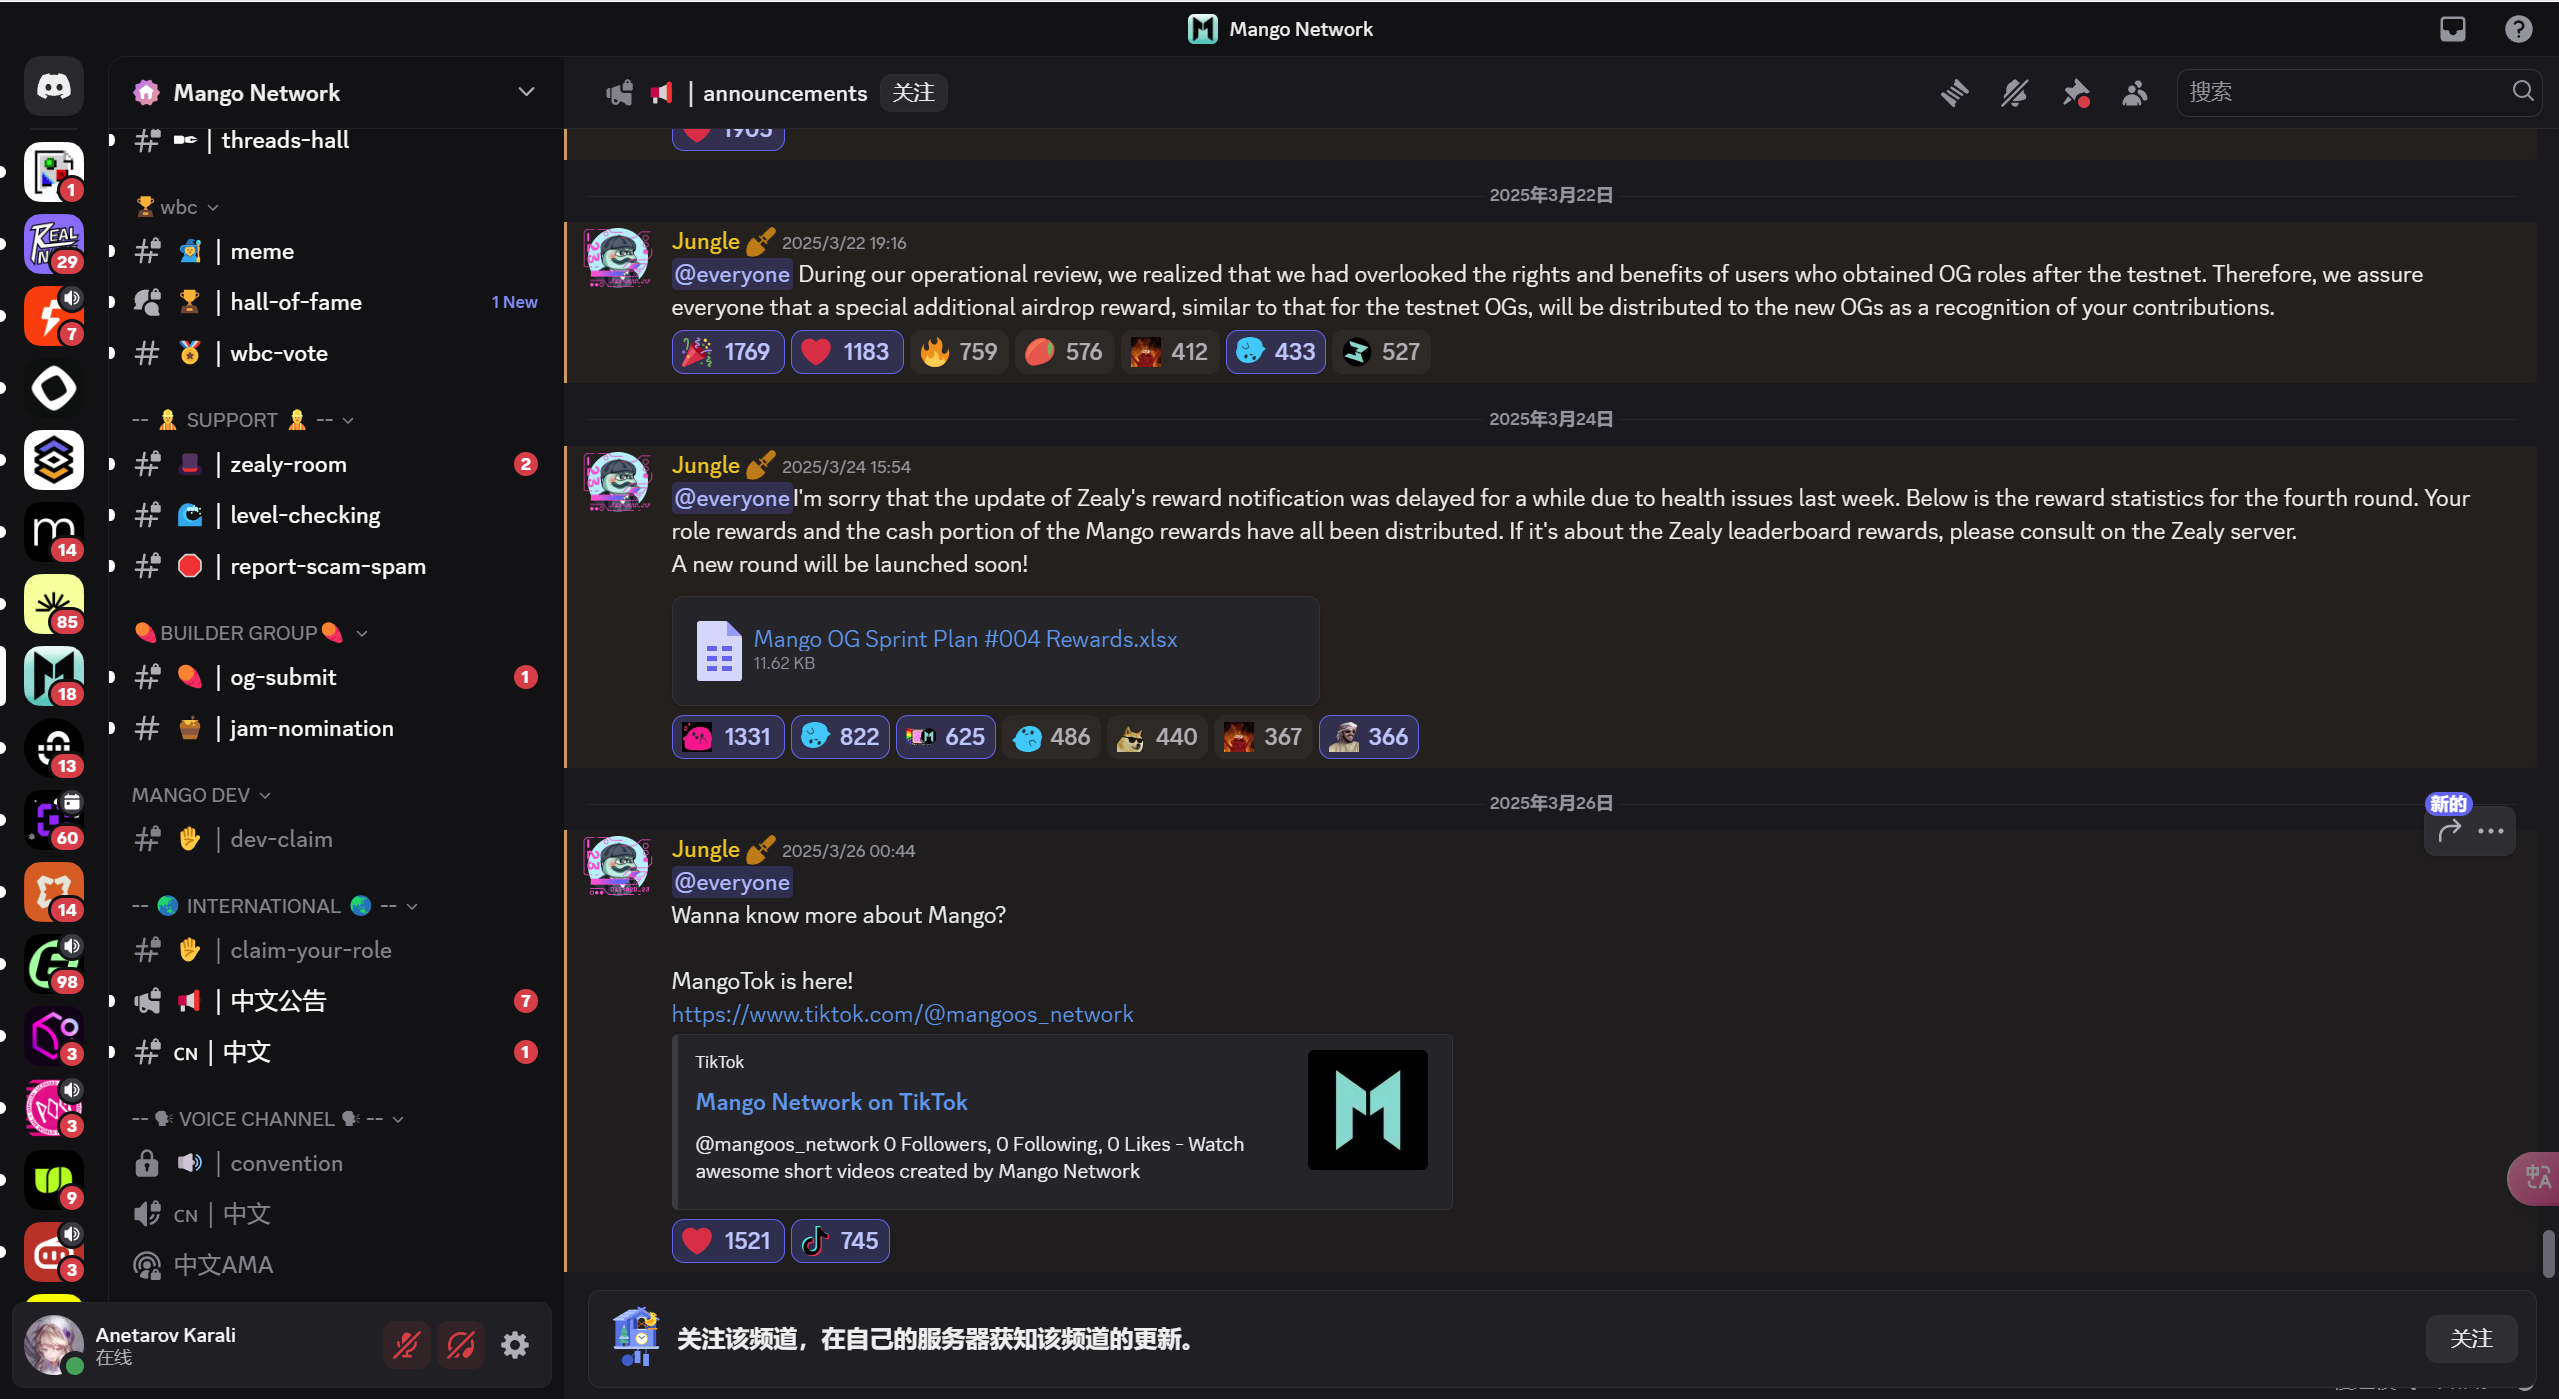 Mango Network
Mango Network
| threads-hall
wbc
| meme
| hall-of-fame
1 New
| wbc-vote
-- SUPPORT --
| zealy-room
2
| level-checking
| report-scam-spam
BUILDER GROUP
| og-submit
1
| jam-nomination
MANGO DEV
| dev-claim
-- INTERNATIONAL --
| claim-your-role
| 中文公告
7
CN | 中文
1
-- VOICE CHANNEL --
| convention
CN | 中文
中文AMA
1
REAL
29
7
14
85
18
13
60
14
98
3
3
9
3
Anetarov Karali
在线
| announcements
关注
搜索
1905
2025年3月22日
Jungle 2025/3/22 19:16
@everyone During our operational review, we realized that we had overlooked the rights and benefits of users who obtained OG roles after the testnet. Therefore, we assure
everyone that a special additional airdrop reward, similar to that for the testnet OGs, will be distributed to the new OGs as a recognition of your contributions.
1769 1183 759 576 412 433 527
2025年3月24日
Jungle 2025/3/24 15:54
@everyoneI'm sorry that the update of Zealy's reward notification was delayed for a while due to health issues last week. Below is the reward statistics for the fourth round. Your
role rewards and the cash portion of the Mango rewards have all been distributed. If it's about the Zealy leaderboard rewards, please consult on the Zealy server.
A new round will be launched soon!
Mango OG Sprint Plan #004 Rewards.xlsx
11.62 KB
1331 822 625 486 440 367 366
2025年3月26日
新的
Jungle 2025/3/26 00:44
@everyone
Wanna know more about Mango?
MangoTok is here!
https://www.tiktok.com/@mangoos_network
TikTok
Mango Network on TikTok
@mangoos_network 0 Followers, 0 Following, 0 Likes - Watch
awesome short videos created by Mango Network
1521 745
关注该频道，在自己的服务器获知该频道的更新。
关注